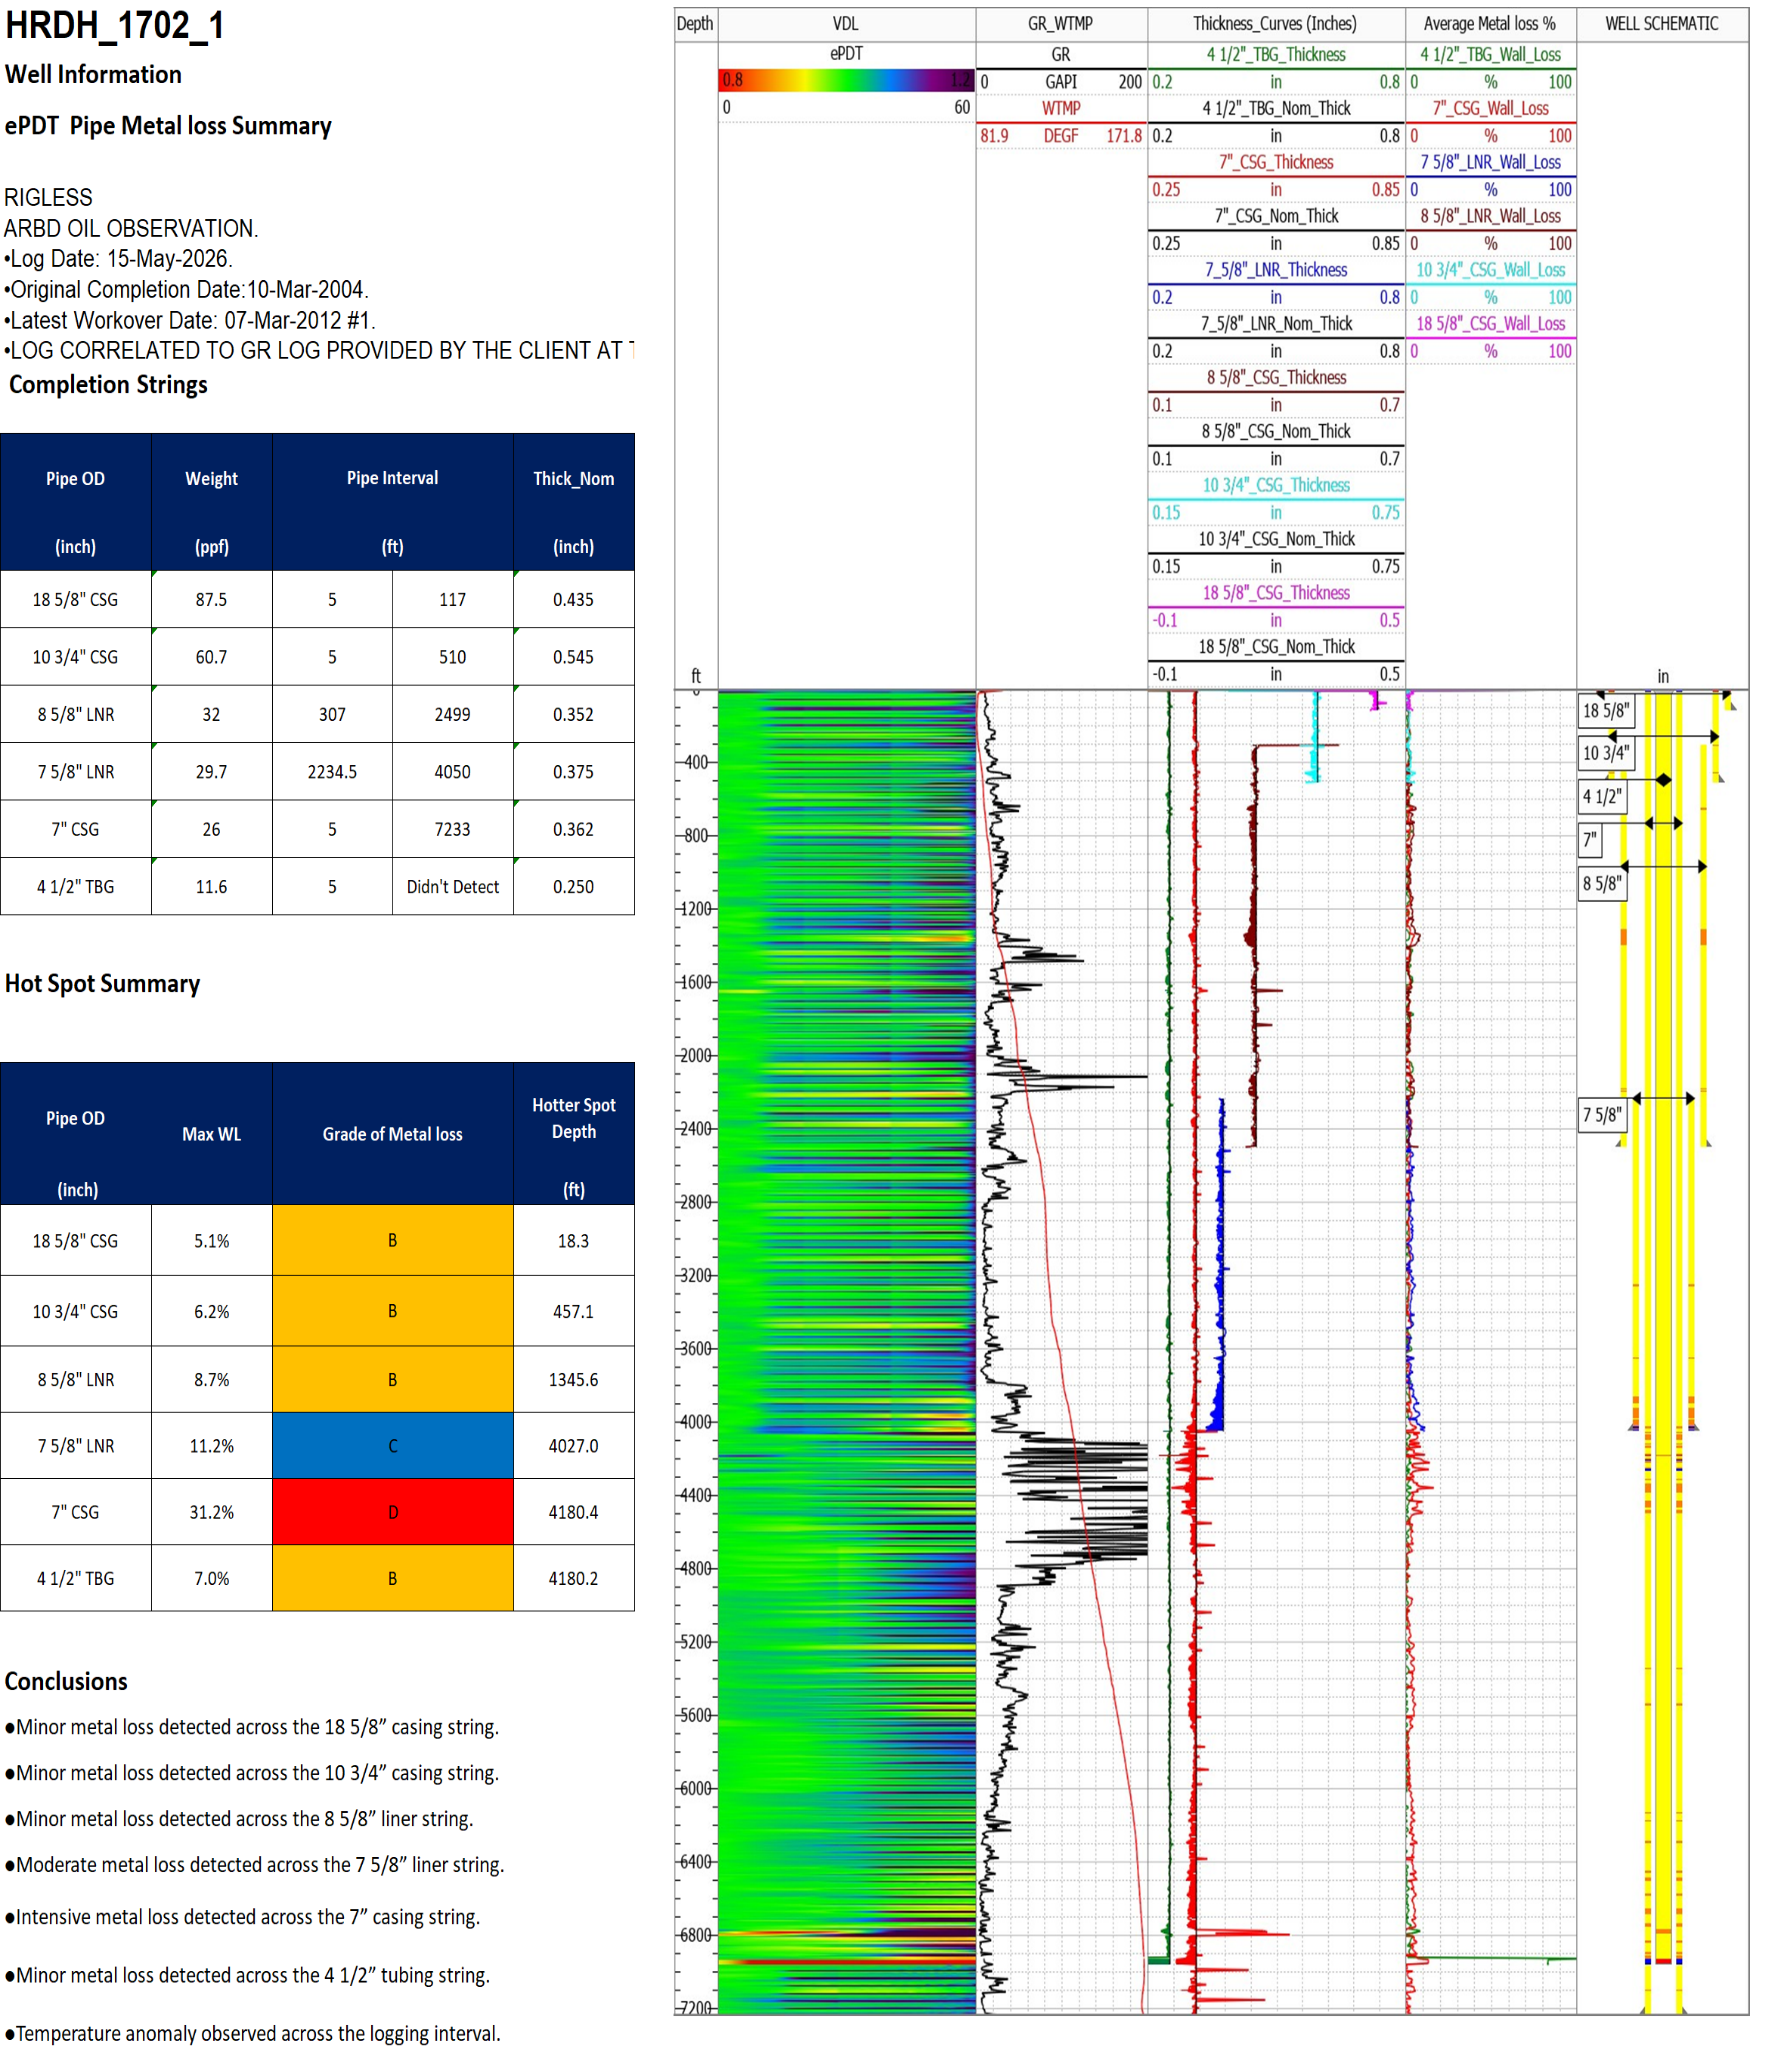 HRDH_1702_1
Well Information
ePDT  Pipe Metal loss Summary
RIGLESS
ARBD OIL OBSERVATION.
•Log Date: 15-May-2026.
•Original Completion Date:10-Mar-2004.
•Latest Workover Date: 07-Mar-2012 #1.
•LOG CORRELATED TO GR LOG PROVIDED BY THE CLIENT AT
Completion Strings
Pipe OD (inch) Weight (ppf) Pipe Interval (ft) Thick_Nom (inch)
18 5/8" CSG 87.5 5 117 0.435
10 3/4" CSG 60.7 5 510 0.545
8 5/8" LNR 32 307 2499 0.352
7 5/8" LNR 29.7 2234.5 4050 0.375
7" CSG 26 5 7233 0.362
4 1/2" TBG 11.6 5 Didn't Detect 0.250
Hot Spot Summary
Pipe OD (inch) Max WL Grade of Metal loss Hotter Spot Depth (ft)
18 5/8" CSG 5.1% B 18.3
10 3/4" CSG 6.2% B 457.1
8 5/8" LNR 8.7% B 1345.6
7 5/8" LNR 11.2% C 4027.0
7" CSG 31.2% D 4180.4
4 1/2" TBG 7.0% B 4180.2
Conclusions
●Minor metal loss detected across the 18 5/8” casing string.
●Minor metal loss detected across the 10 3/4” casing string.
●Minor metal loss detected across the 8 5/8” liner string.
●Moderate metal loss detected across the 7 5/8” liner string.
●Intensive metal loss detected across the 7” casing string.
●Minor metal loss detected across the 4 1/2” tubing string.
●Temperature anomaly observed across the logging interval.
Depth VDL GR_WTMP Thickness_Curves (Inches) Average Metal loss % WELL SCHEMATIC
ePDT
0.8 1.2
0 60
GR
0 GAPI 200
WTMP
81.9 DEGF 171.8
4 1/2"_TBG_Thickness
0.2 in 0.8
4 1/2"_TBG_Nom_Thick
0.2 in 0.8
7"_CSG_Thickness
0.25 in 0.85
7"_CSG_Nom_Thick
0.25 in 0.85
7_5/8"_LNR_Thickness
0.2 in 0.8
7_5/8"_LNR_Nom_Thick
0.2 in 0.8
8 5/8"_CSG_Thickness
0.1 in 0.7
8 5/8"_CSG_Nom_Thick
0.1 in 0.7
10 3/4"_CSG_Thickness
0.15 in 0.75
10 3/4"_CSG_Nom_Thick
0.15 in 0.75
18 5/8"_CSG_Thickness
-0.1 in 0.5
18 5/8"_CSG_Nom_Thick
-0.1 in 0.5
4 1/2"_TBG_Wall_Loss
0 % 100
7"_CSG_Wall_Loss
0 % 100
7 5/8"_LNR_Wall_Loss
0 % 100
8 5/8"_LNR_Wall_Loss
0 % 100
10 3/4"_CSG_Wall_Loss
0 % 100
18 5/8"_CSG_Wall_Loss
0 % 100
ft
in
0
400
800
1200
1600
2000
2400
2800
3200
3600
4000
4400
4800
5200
5600
6000
6400
6800
7200
18 5/8"
10 3/4"
4 1/2"
7"
8 5/8"
7 5/8"